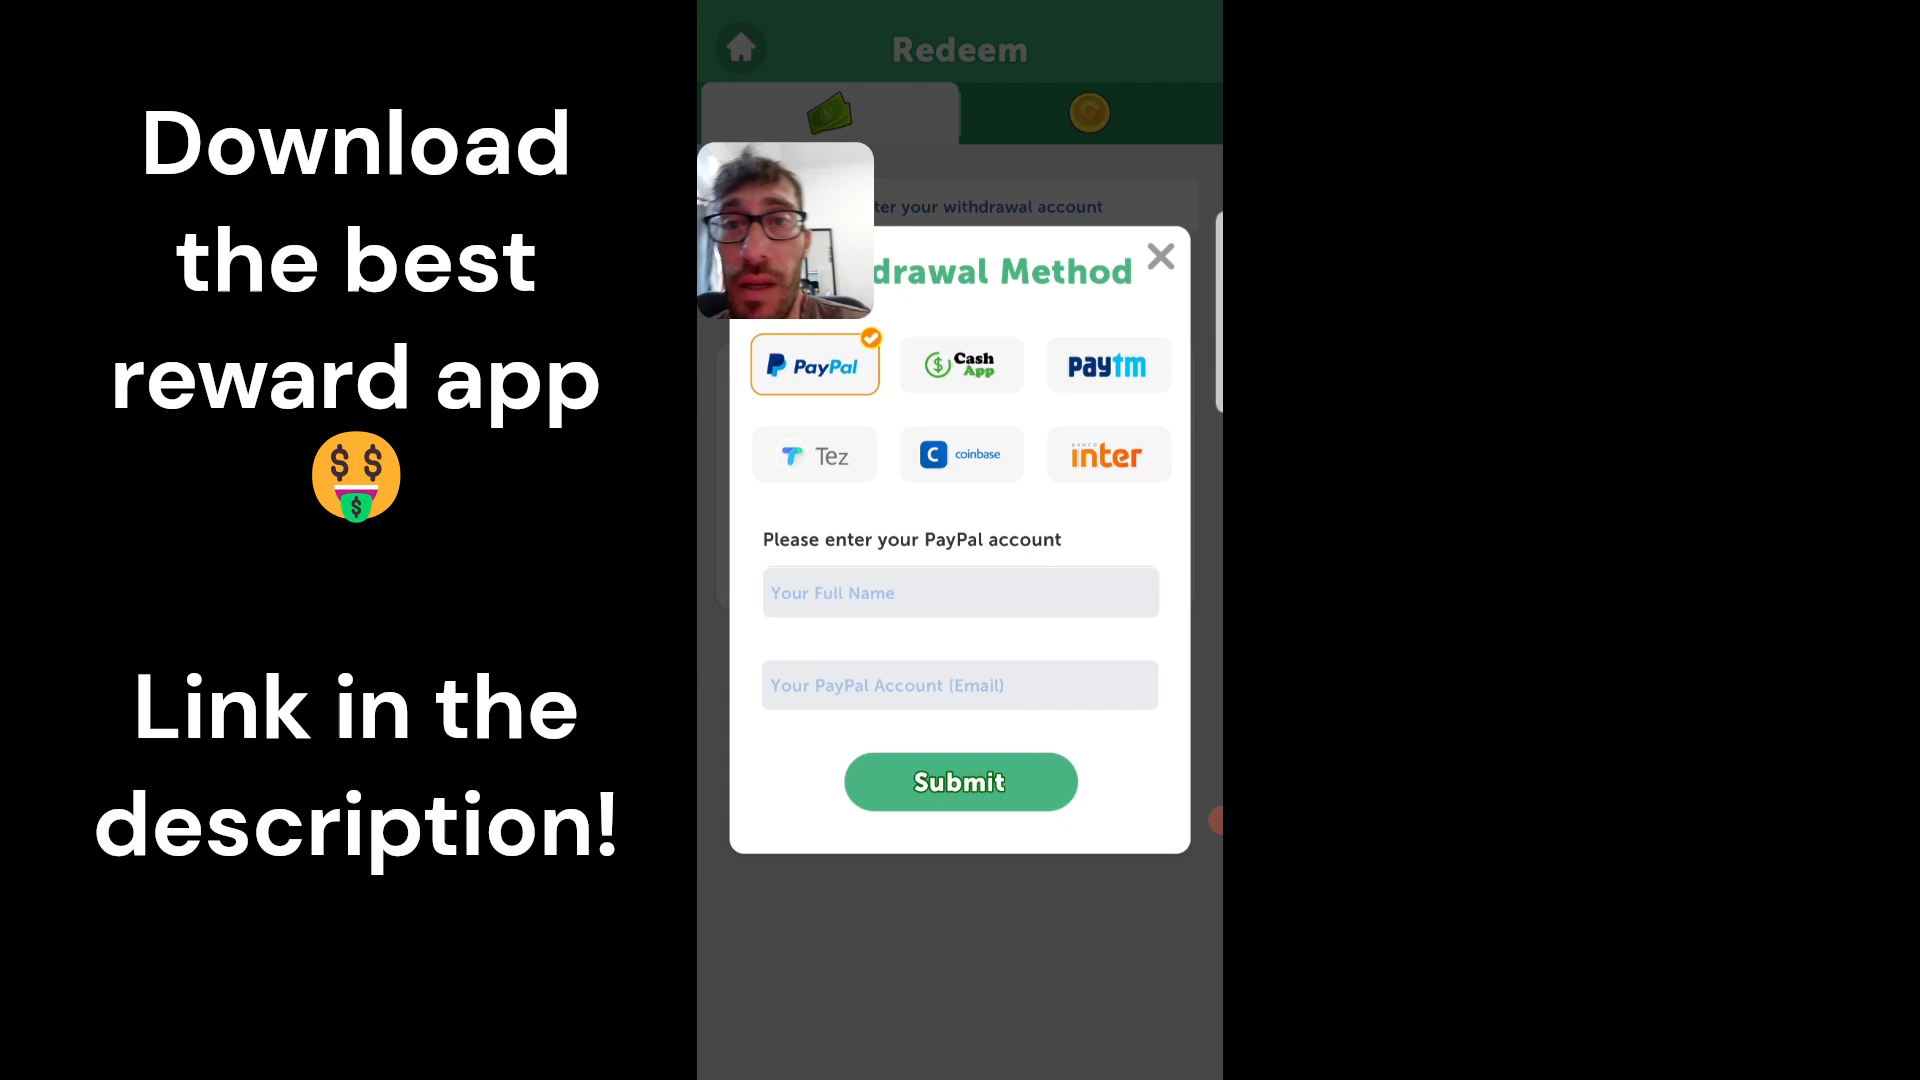 Download
the best
reward app
Link in the
description!
Redeem
ter your withdrawal account
drawal Method
PayPal
Cash
App
paytm
Tez
C coinbase
BANCO
inter
Please enter your PayPal account
Your Full Name
Your PayPal Account (Email)
Submit